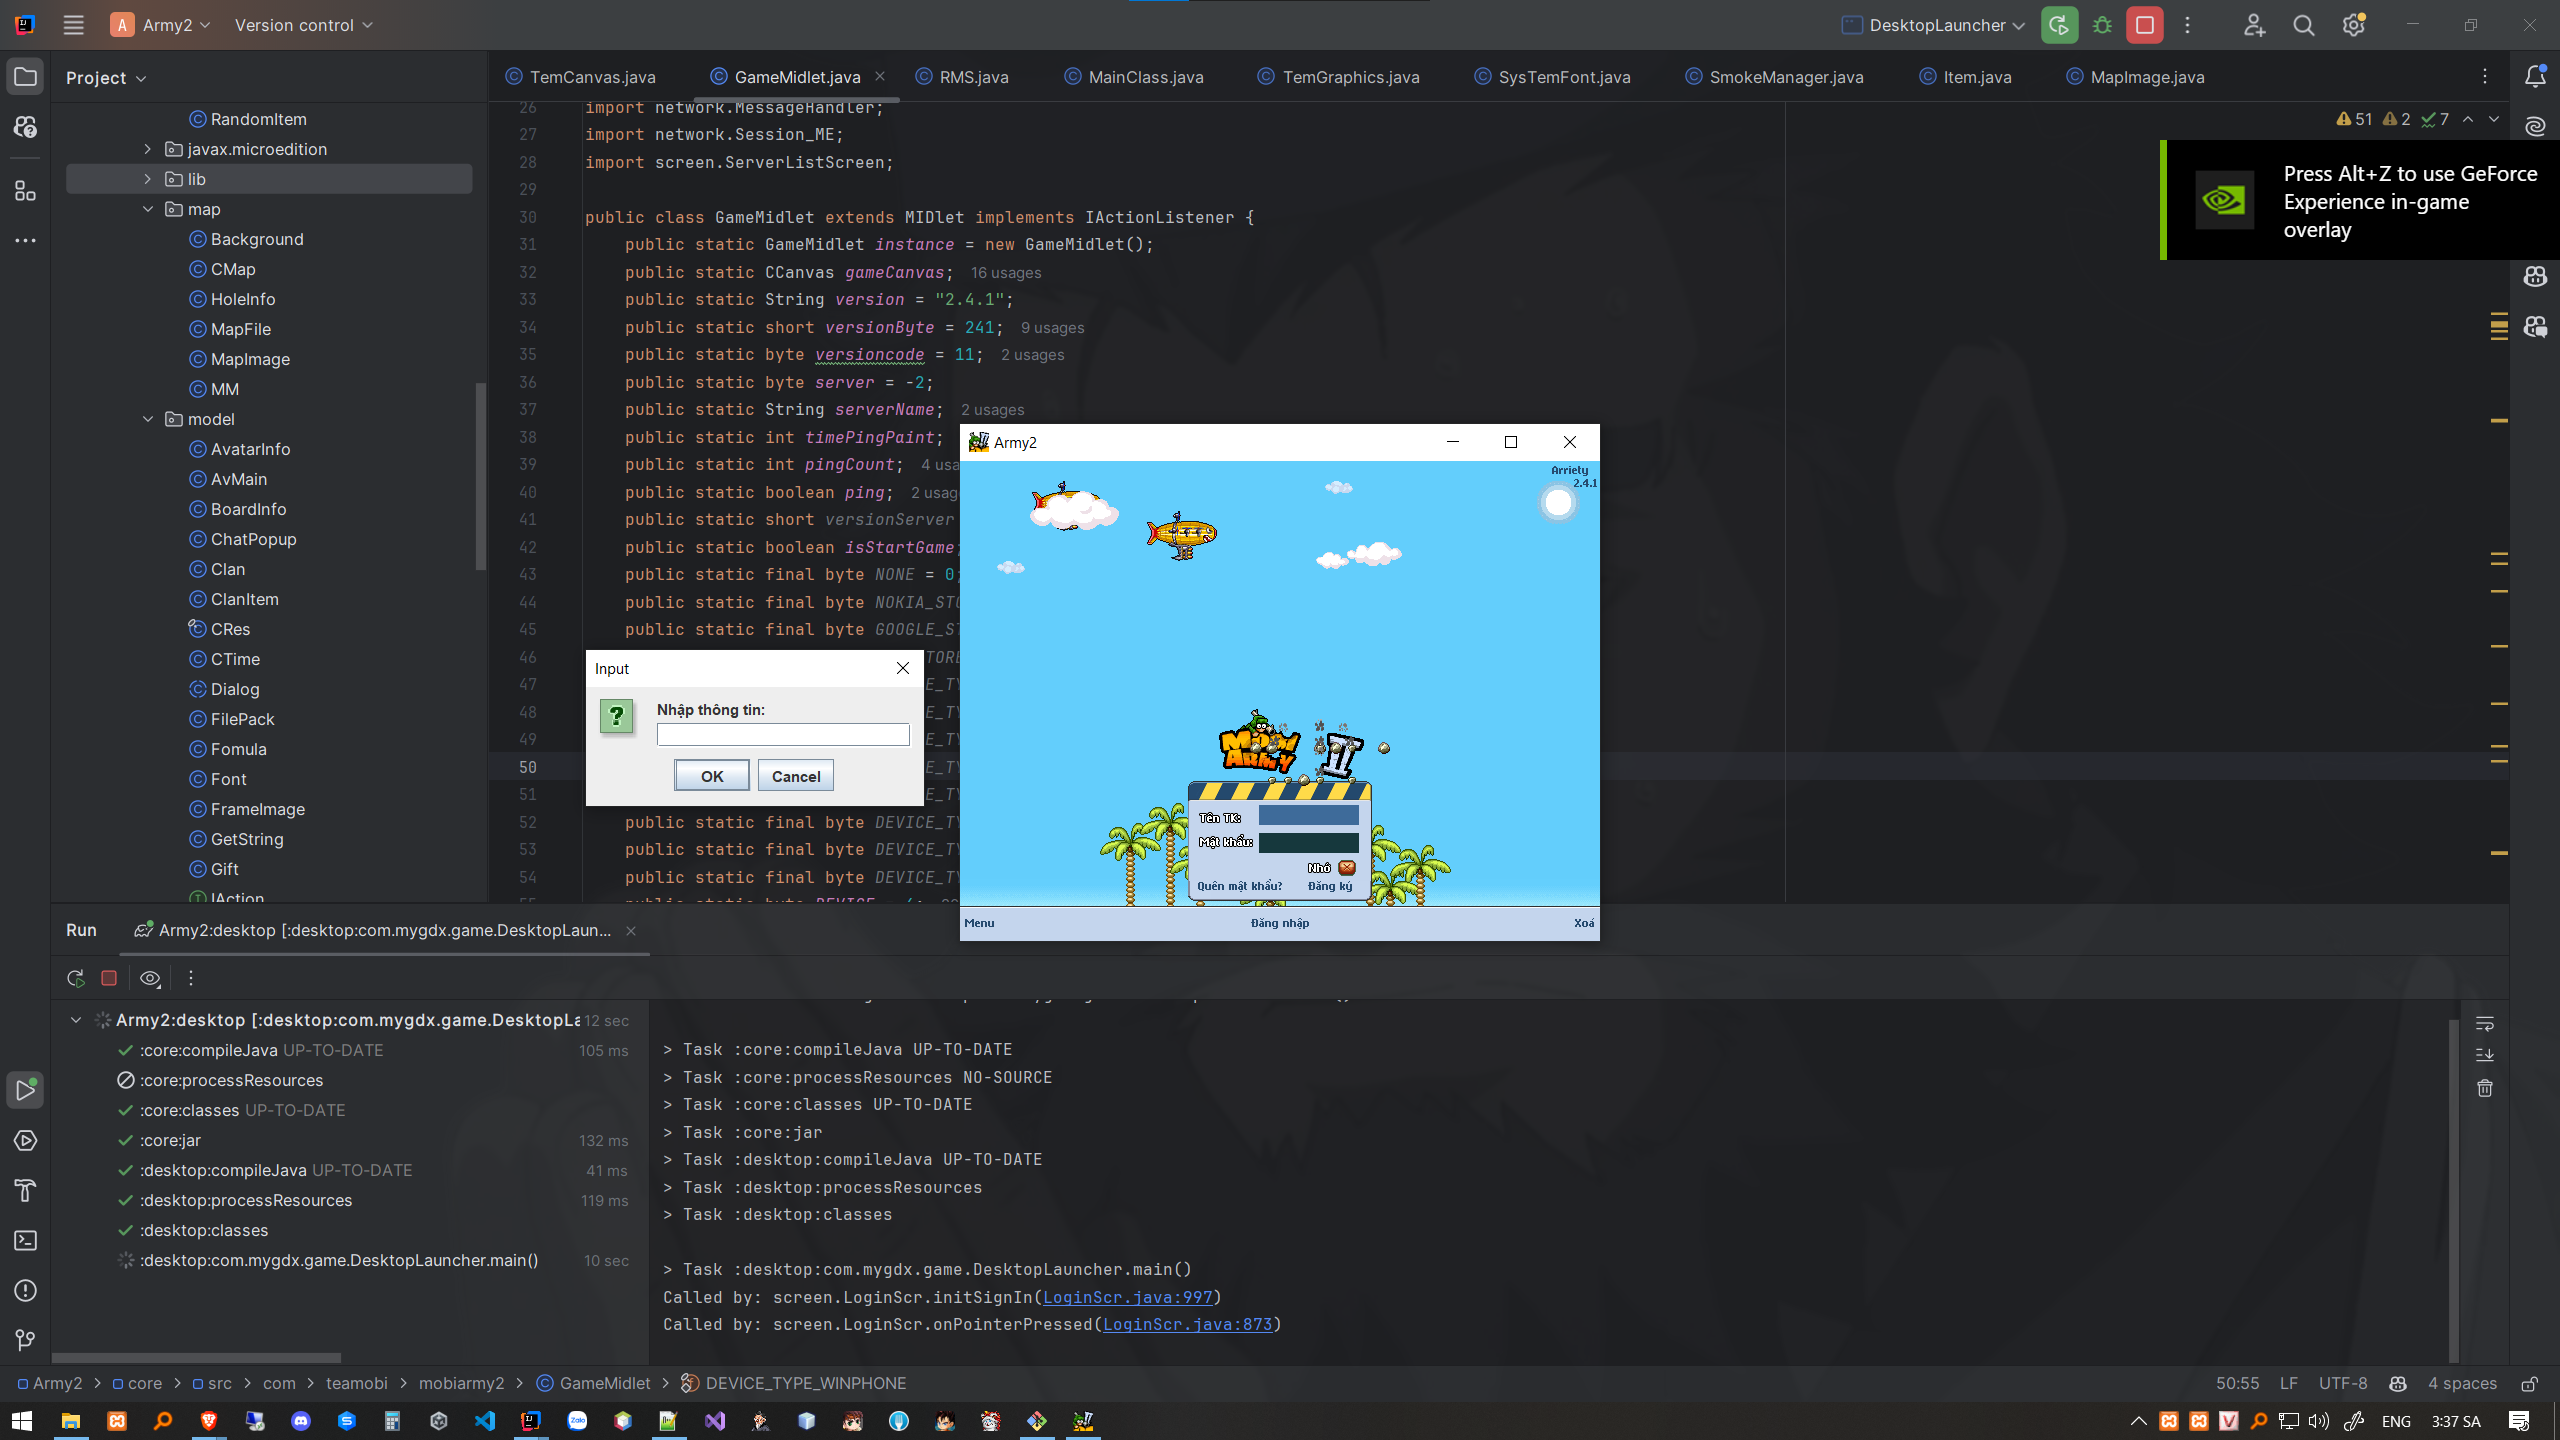 A Army2 Version control DesktopLauncher
Project
RandomItem
javax.microedition
lib
map
Background
CMap
HoleInfo
MapFile
MapImage
MM
model
AvatarInfo
AvMain
BoardInfo
ChatPopup
Clan
ClanItem
CRes
CTime
Dialog
FilePack
Fomula
Font
FrameImage
GetString
Gift
IAction
TemCanvas.java GameMidlet.java RMS.java MainClass.java TemGraphics.java SysTemFont.java SmokeManager.java Item.java MapImage.java
51 2 7
26 import network.MessageHandler;
27 import network.Session_ME;
28 import screen.ServerListScreen;
29
30 public class GameMidlet extends MIDlet implements IActionListener {
31 public static GameMidlet instance = new GameMidlet();
32 public static CCanvas gameCanvas; 16 usages
33 public static String version = "2.4.1";
34 public static short versionByte = 241; 9 usages
35 public static byte versioncode = 11; 2 usages
36 public static byte server = -2;
37 public static String serverName; 2 usages
38 public static int timePingPaint;
39 public static int pingCount; 4 usa
40 public static boolean ping; 2 usag
41 public static short versionServer
42 public static boolean isStartGame;
43 public static final byte NONE = 0;
44 public static final byte NOKIA_STO
45 public static final byte GOOGLE_ST
46 TORE
47 E_TY
48 E_TY
49 E_TY
50 E_TY
51 E_TY
52 public static final byte DEVICE_TY
53 public static final byte DEVICE_TY
54 public static final byte DEVICE_TY
Press Alt+Z to use GeForce
Experience in-game
overlay
Input
Nhập thông tin:
OK Cancel
Army2
Arriety
2.4.1
MOBI
ARMY II
Tên TK:
Mật khẩu:
Nhớ
Quên mật khẩu? Đăng ký
Menu Đăng nhập Xoá
Run Army2:desktop [:desktop:com.mygdx.game.DesktopLaun...
Army2:desktop [:desktop:com.mygdx.game.DesktopLa 12 sec
:core:compileJava UP-TO-DATE 105 ms
:core:processResources
:core:classes UP-TO-DATE
:core:jar 132 ms
:desktop:compileJava UP-TO-DATE 41 ms
:desktop:processResources 119 ms
:desktop:classes
:desktop:com.mygdx.game.DesktopLauncher.main() 10 sec
> Task :core:compileJava UP-TO-DATE
> Task :core:processResources NO-SOURCE
> Task :core:classes UP-TO-DATE
> Task :core:jar
> Task :desktop:compileJava UP-TO-DATE
> Task :desktop:processResources
> Task :desktop:classes
> Task :desktop:com.mygdx.game.DesktopLauncher.main()
Called by: screen.LoginScr.initSignIn(LoginScr.java:997)
Called by: screen.LoginScr.onPointerPressed(LoginScr.java:873)
Army2 > core > src > com > teamobi > mobiarmy2 > GameMidlet > DEVICE_TYPE_WINPHONE
50:55 LF UTF-8 4 spaces
ENG 3:37 SA